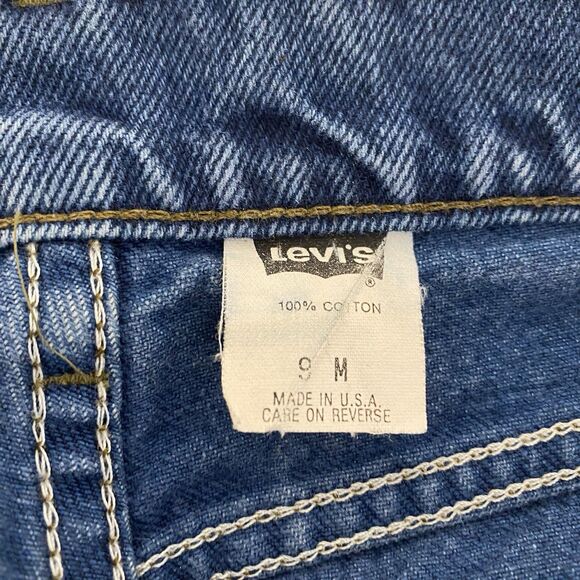 Levi's
®
100% COTTON
9 M
MADE IN U.S.A.
CARE ON REVERSE